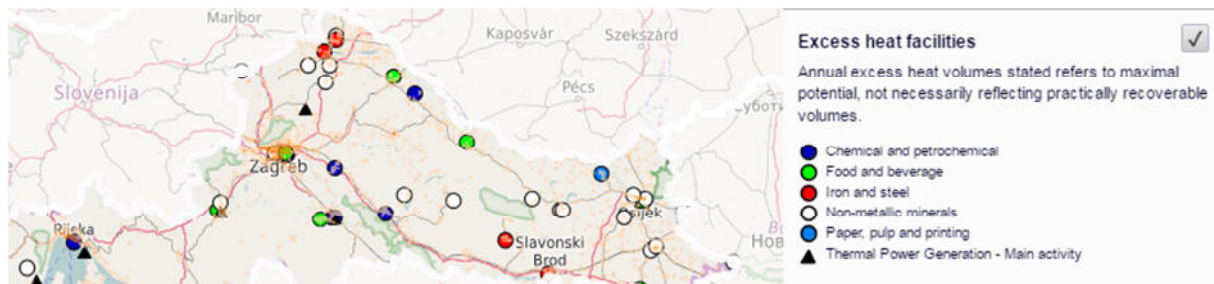 Maribor
Kaposvár
Szekszárd
Slovenija
Pécs
Zagreb
Rijeka
Osijek
Slavonski
Brod
Нов
Excess heat facilities
Annual excess heat volumes stated refers to maximal
potential, not necessarily reflecting practically recoverable
volumes.
Chemical and petrochemical
Food and beverage
Iron and steel
Non-metallic minerals
Paper, pulp and printing
Thermal Power Generation - Main activity